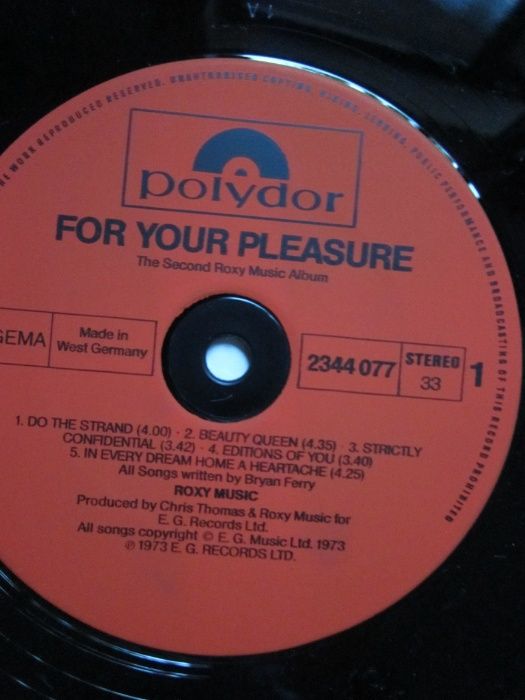 THE WORK REPRODUCED RESERVED. UNAUTHORISED COPYING, HIRING, LENDING, PUBLIC PERFORMANCE AND BROADCASTING OF THIS RECORD PROHIBITED
polydor
FOR YOUR PLEASURE
The Second Roxy Music Album
GEMA
Made in
West Germany
2344 077
STEREO
33
1
1. DO THE STRAND (4.00) · 2. BEAUTY QUEEN (4.35) · 3. STRICTLY
CONFIDENTIAL (3.42) · 4. EDITIONS OF YOU (3.40)
5. IN EVERY DREAM HOME A HEARTACHE (4.25)
All Songs written by Bryan Ferry
ROXY MUSIC
Produced by Chris Thomas & Roxy Music for
E. G. Records Ltd.
All songs copyright © E. G. Music Ltd. 1973
℗ 1973 E. G. RECORDS LTD.